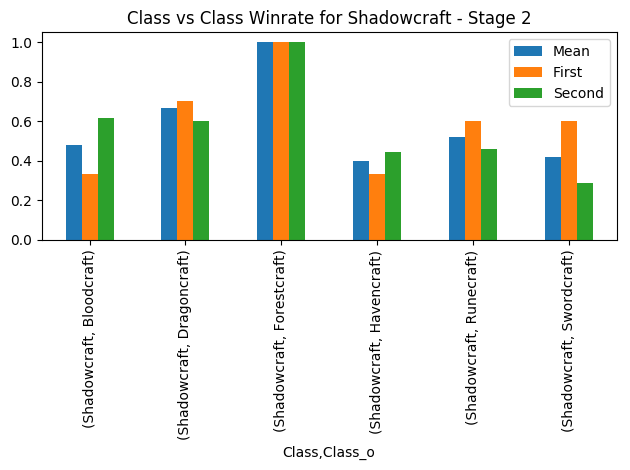 Class vs Class Winrate for Shadowcraft - Stage 2
1.0
0.8
0.6
0.4
0.2
0.0
Mean
First
Second
(Shadowcraft, Bloodcraft)
(Shadowcraft, Dragoncraft)
(Shadowcraft, Forestcraft)
(Shadowcraft, Havencraft)
(Shadowcraft, Runecraft)
(Shadowcraft, Swordcraft)
Class,Class_o